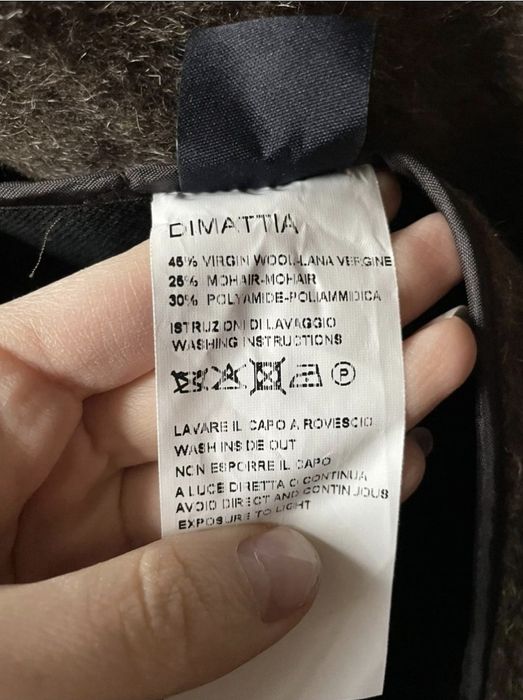 DIMATTIA
45% VIRGIN WOOL-LANA VERGINE
25% MOHAIR-MOHAIR
30% POLYAMIDE-POLIAMMIDICA
ISTRUZIONI DI LAVAGGIO
WASHING INSTRUCTIONS
P
LAVARE IL CAPO A ROVESCIO
WASH INSIDE OUT
NON ESPORRE IL CAPO
A LUCE DIRETTA O CONTINUA
AVOID DIRECT AND CONTINUOUS
EXPOSURE TO LIGHT